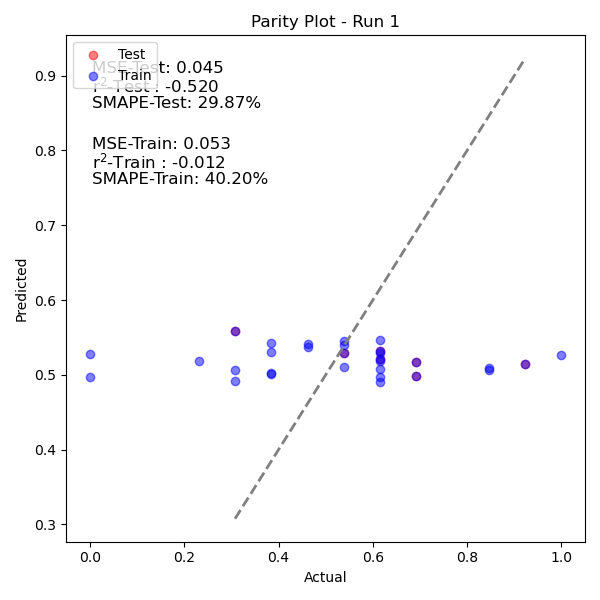 Parity Plot - Run 1
Test
Train
MSE-Test: 0.045
r²-Test : -0.520
SMAPE-Test: 29.87%
MSE-Train: 0.053
r²-Train : -0.012
SMAPE-Train: 40.20%
Predicted
0.9
0.8
0.7
0.6
0.5
0.4
0.3
0.0 0.2 0.4 0.6 0.8 1.0
Actual